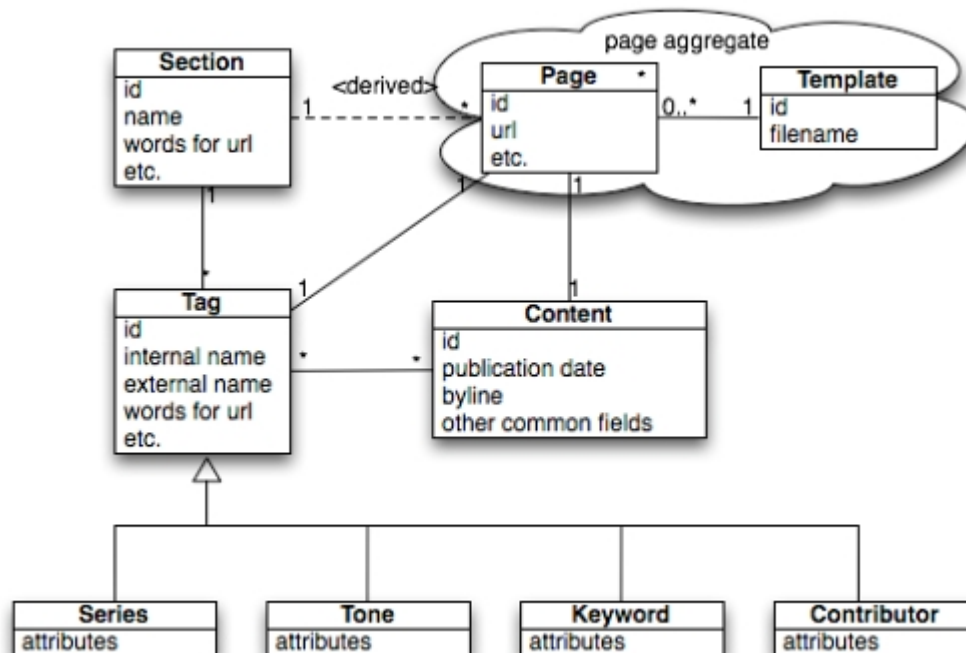 page aggregate
Section
id
name
words for url
etc.
<derived>
1
*
Page *
id
url
etc.
0..*
1
Template
id
filename
1
*
1
1
1
1
Tag
id
internal name
external name
words for url
etc.
*
*
Content
id
publication date
byline
other common fields
Series
attributes
Tone
attributes
Keyword
attributes
Contributor
attributes